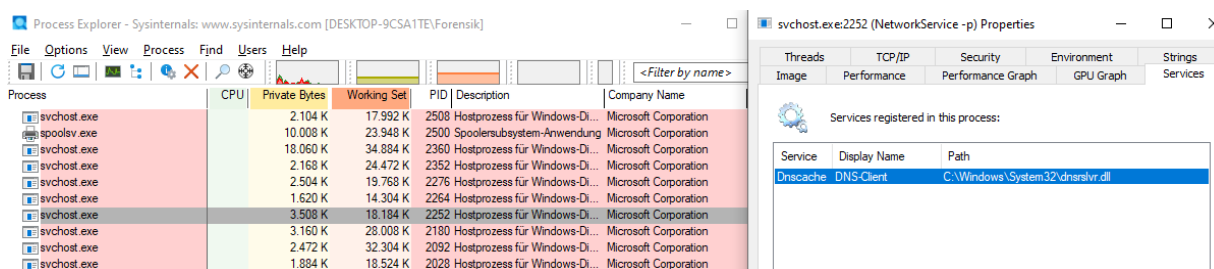 Process Explorer - Sysinternals: www.sysinternals.com [DESKTOP-9CSA1TE\Forensik]
File Options View Process Find Users Help
<Filter by name>
Process CPU Private Bytes Working Set PID Description Company Name
svchost.exe 2.104 K 17.992 K 2508 Hostprozess für Windows-Di... Microsoft Corporation
spoolsv.exe 10.008 K 23.948 K 2500 Spoolersubsystem-Anwendung Microsoft Corporation
svchost.exe 18.060 K 34.884 K 2360 Hostprozess für Windows-Di... Microsoft Corporation
svchost.exe 2.168 K 24.472 K 2352 Hostprozess für Windows-Di... Microsoft Corporation
svchost.exe 2.504 K 19.768 K 2276 Hostprozess für Windows-Di... Microsoft Corporation
svchost.exe 1.620 K 14.304 K 2264 Hostprozess für Windows-Di... Microsoft Corporation
svchost.exe 3.508 K 18.184 K 2252 Hostprozess für Windows-Di... Microsoft Corporation
svchost.exe 3.160 K 28.008 K 2180 Hostprozess für Windows-Di... Microsoft Corporation
svchost.exe 2.472 K 32.304 K 2092 Hostprozess für Windows-Di... Microsoft Corporation
svchost.exe 1.884 K 18.524 K 2028 Hostprozess für Windows-Di... Microsoft Corporation
svchost.exe:2252 (NetworkService -p) Properties
Threads TCP/IP Security Environment Strings
Image Performance Performance Graph GPU Graph Services
Services registered in this process:
Service Display Name Path
Dnscache DNS-Client C:\Windows\System32\dnsrslvr.dll